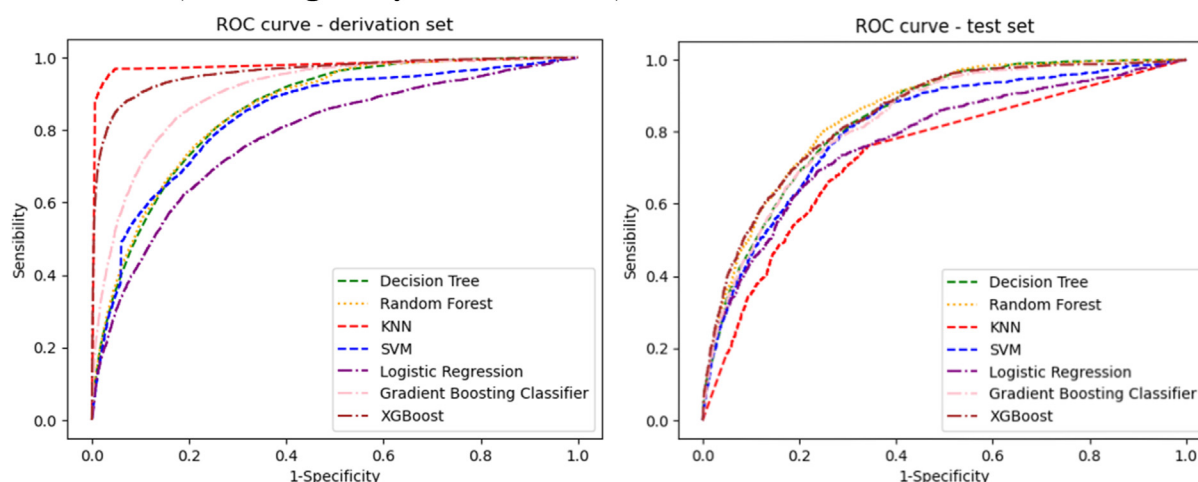 ROC curve - derivation set
1.0
0.8
0.6
0.4
0.2
0.0
Sensibility
Decision Tree
Random Forest
KNN
SVM
Logistic Regression
Gradient Boosting Classifier
XGBoost
0.0 0.2 0.4 0.6 0.8 1.0
1-Specificity
ROC curve - test set
1.0
0.8
0.6
0.4
0.2
0.0
Sensibility
Decision Tree
Random Forest
KNN
SVM
Logistic Regression
Gradient Boosting Classifier
XGBoost
0.0 0.2 0.4 0.6 0.8 1.0
1-Specificity